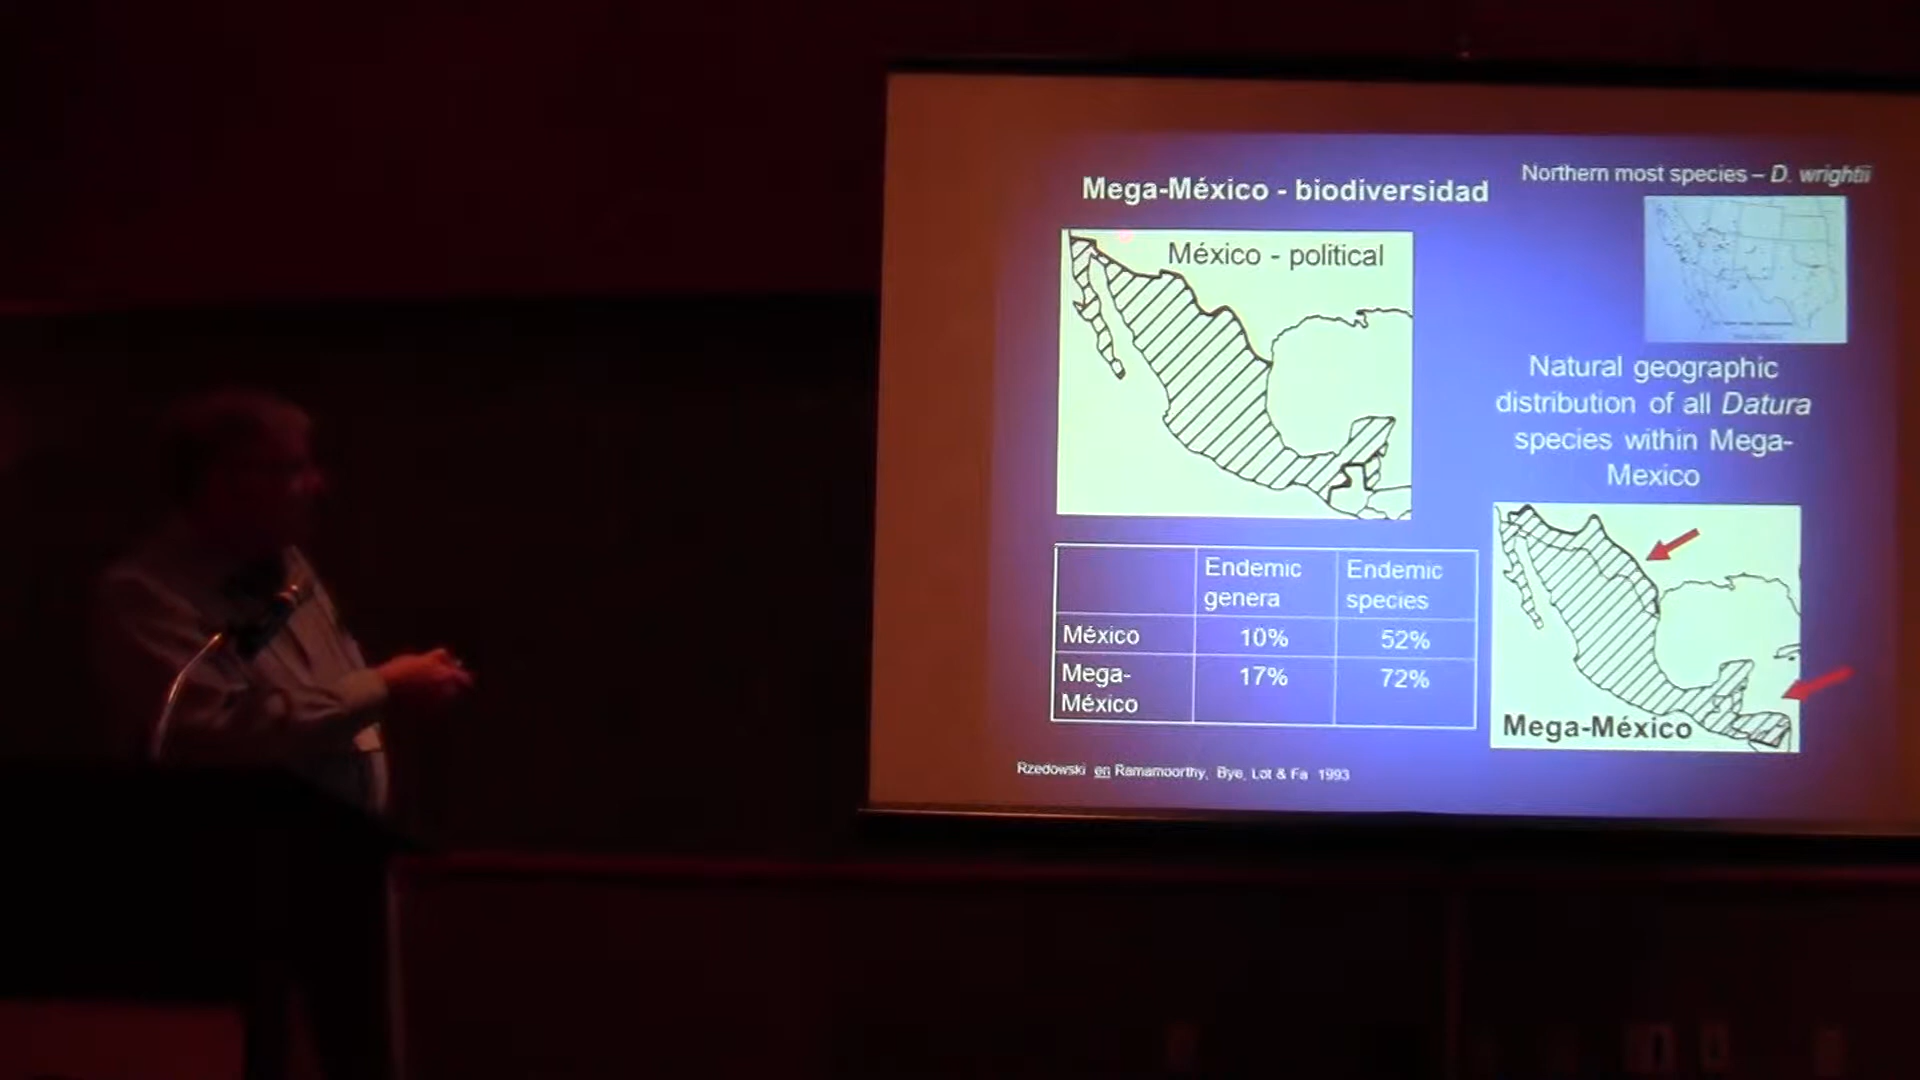 Mega-México - biodiversidad
Northern most species – D. wrightii
México - political
Natural geographic
distribution of all Datura
species within Mega-
Mexico
Endemic genera
Endemic species
México 10% 52%
Mega-México 17% 72%
Mega-México
Rzedowski en Ramamoorthy, Bye, Lot & Fa 1993